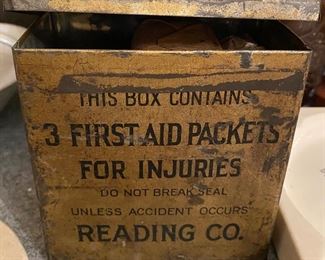 THIS BOX CONTAINS
3 FIRST-AID PACKETS
FOR INJURIES
DO NOT BREAK SEAL
UNLESS ACCIDENT OCCURS
READING CO.